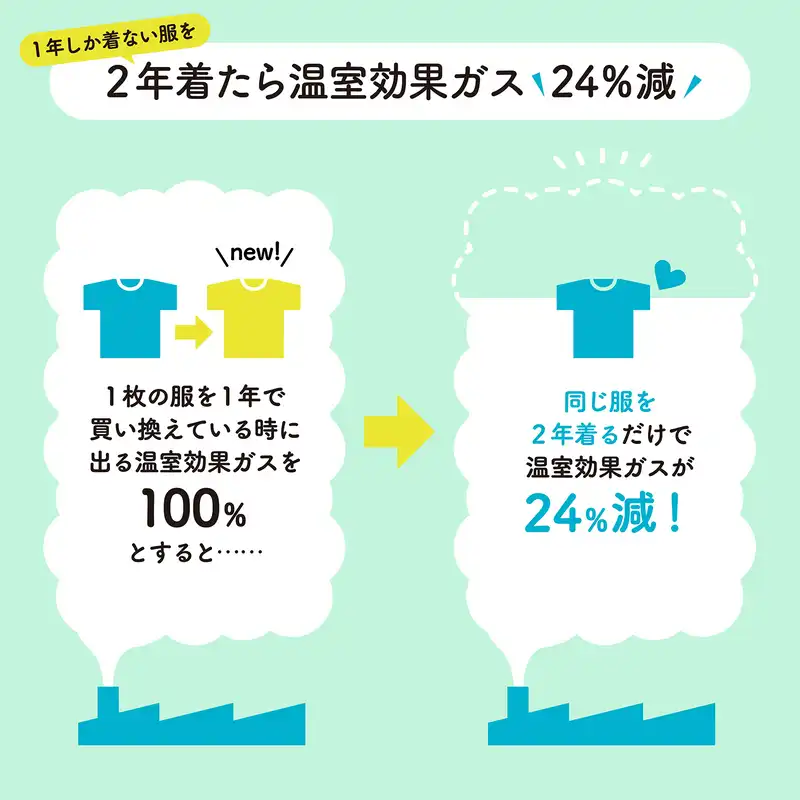 1年しか着ない服を
2年着たら温室効果ガス 24%減
new!
1枚の服を1年で
買い換えている時に
出る温室効果ガスを
100%
とすると……
同じ服を
2年着るだけで
温室効果ガスが
24%減！